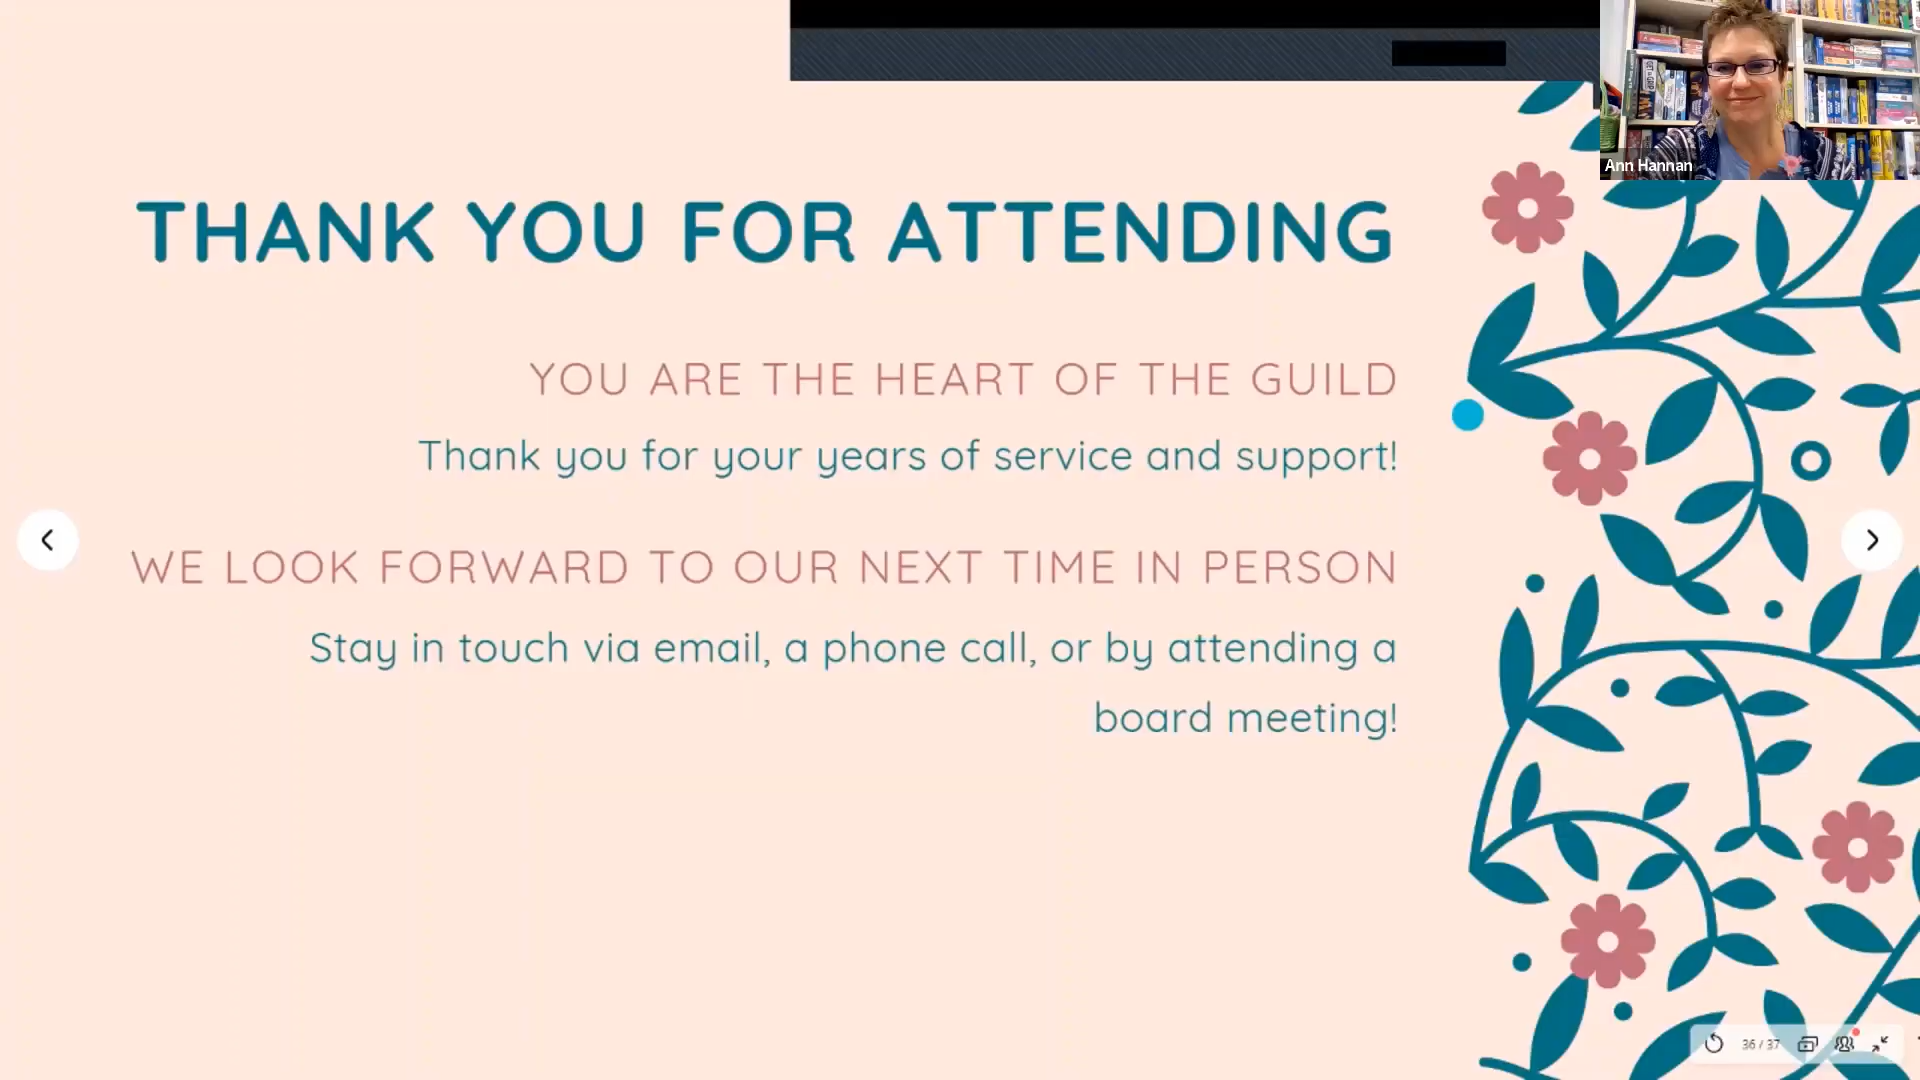 Ann Hannan
THANK YOU FOR ATTENDING
YOU ARE THE HEART OF THE GUILD
Thank you for your years of service and support!
WE LOOK FORWARD TO OUR NEXT TIME IN PERSON
Stay in touch via email, a phone call, or by attending a
board meeting!
36 / 37